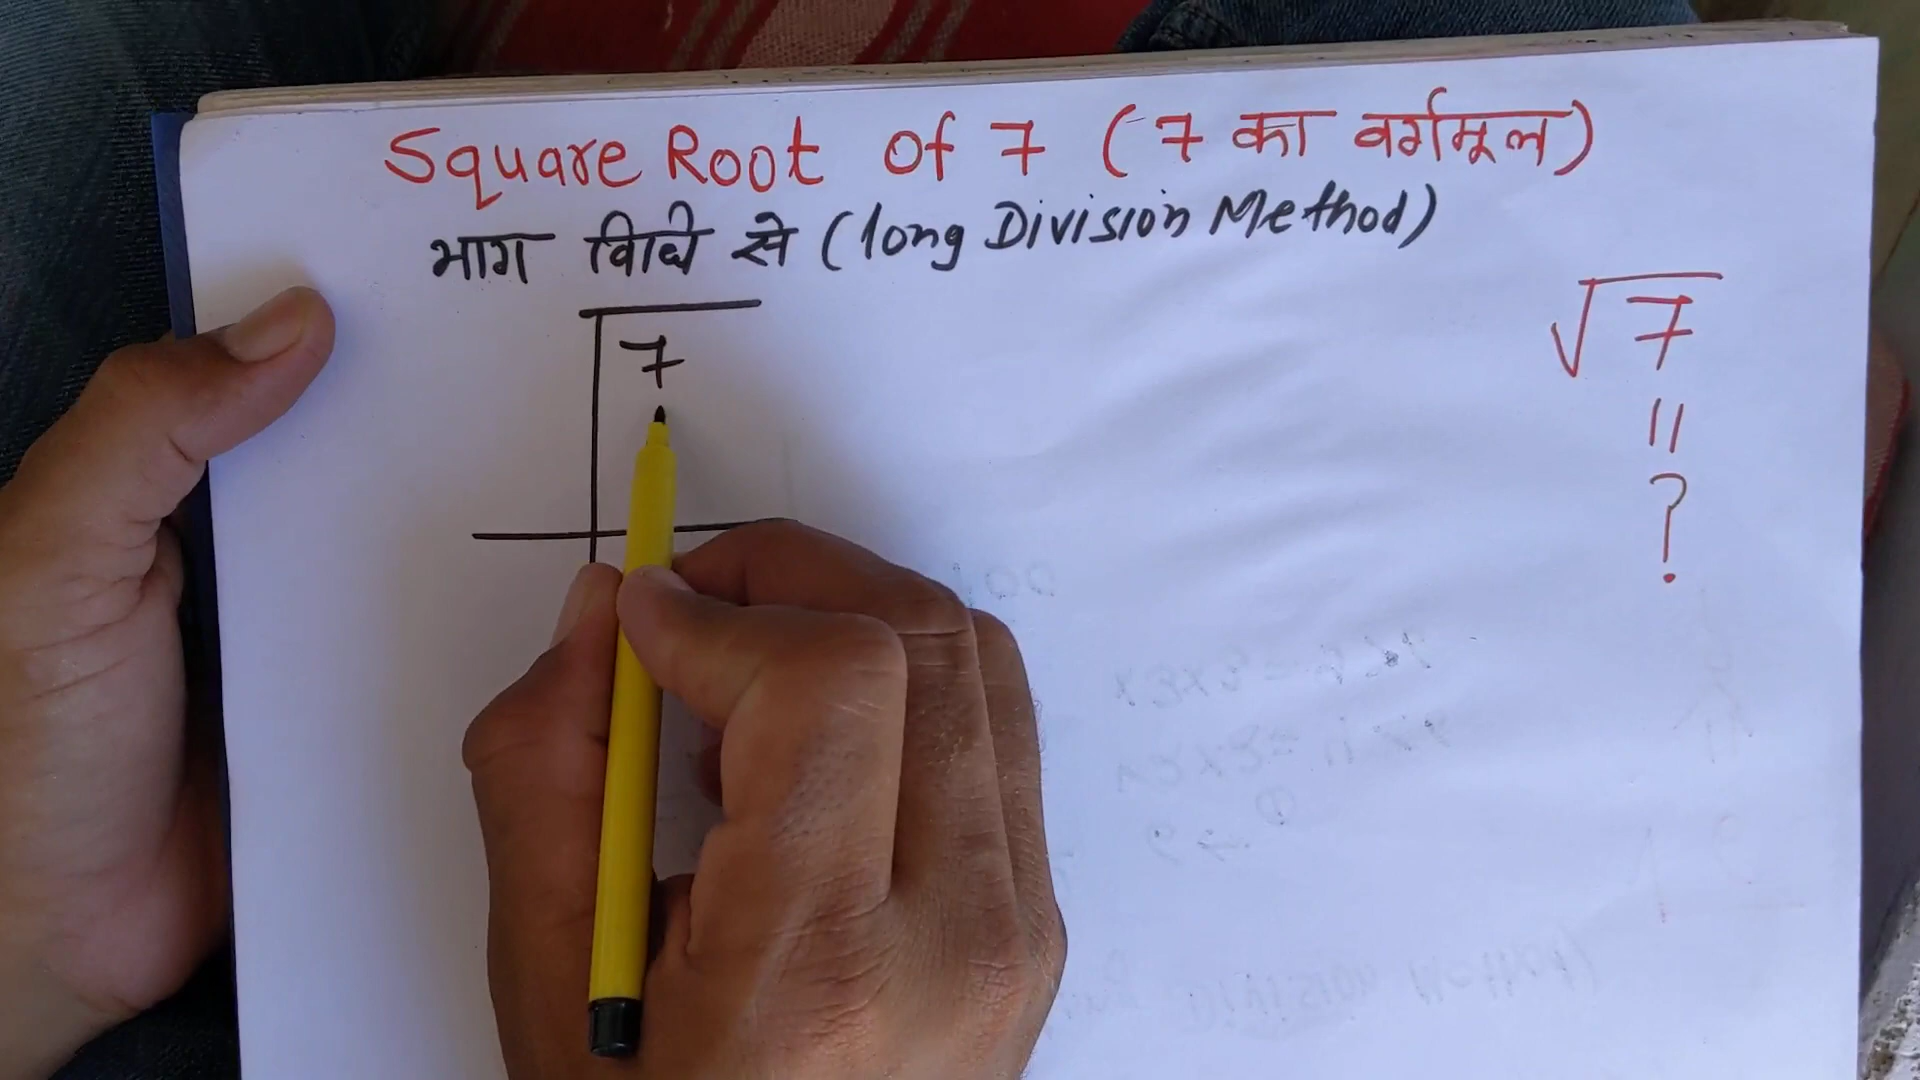 Square Root of 7 (7 का वर्गमूल)
भाग विधि से (long Division Method)
7
√7
=
?